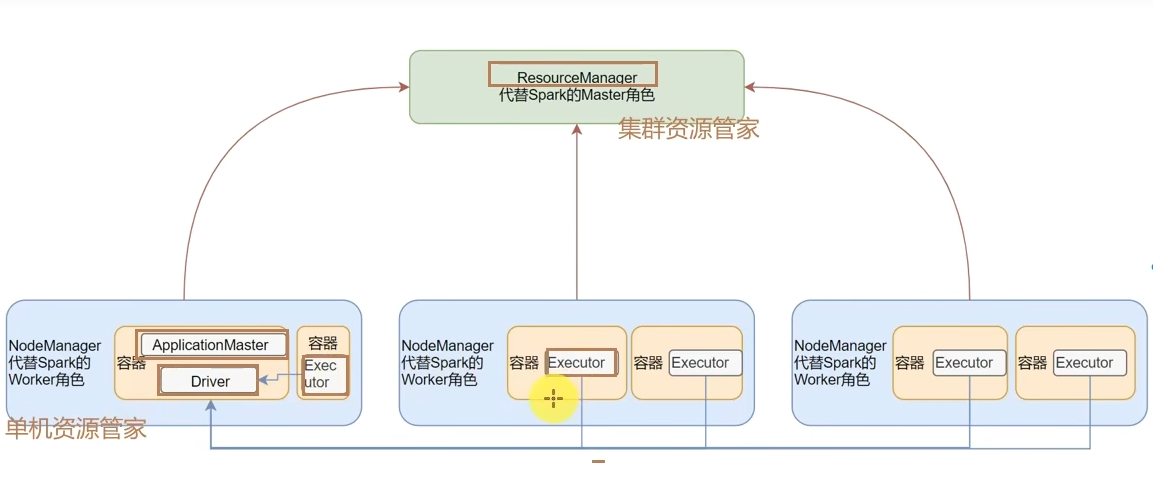 ResourceManager
代替Spark的Master角色
集群资源管家
NodeManager
代替Spark的
Worker角色
容器
ApplicationMaster
Driver
容器
Exec
utor
单机资源管家
NodeManager
代替Spark的
Worker角色
容器
Executor
容器
Executor
NodeManager
代替Spark的
Worker角色
容器
Executor
容器
Executor